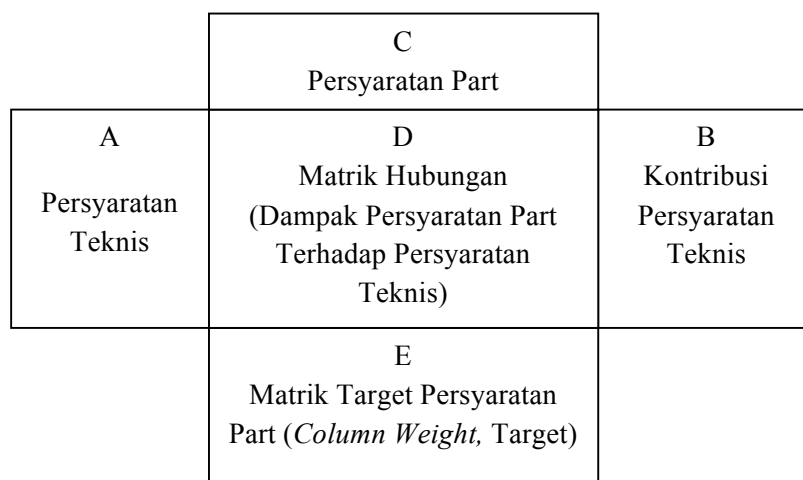 C
Persyaratan Part
A
Persyaratan
Teknis
D
Matrik Hubungan
(Dampak Persyaratan Part
Terhadap Persyaratan
Teknis)
B
Kontribusi
Persyaratan
Teknis
E
Matrik Target Persyaratan
Part (Column Weight, Target)